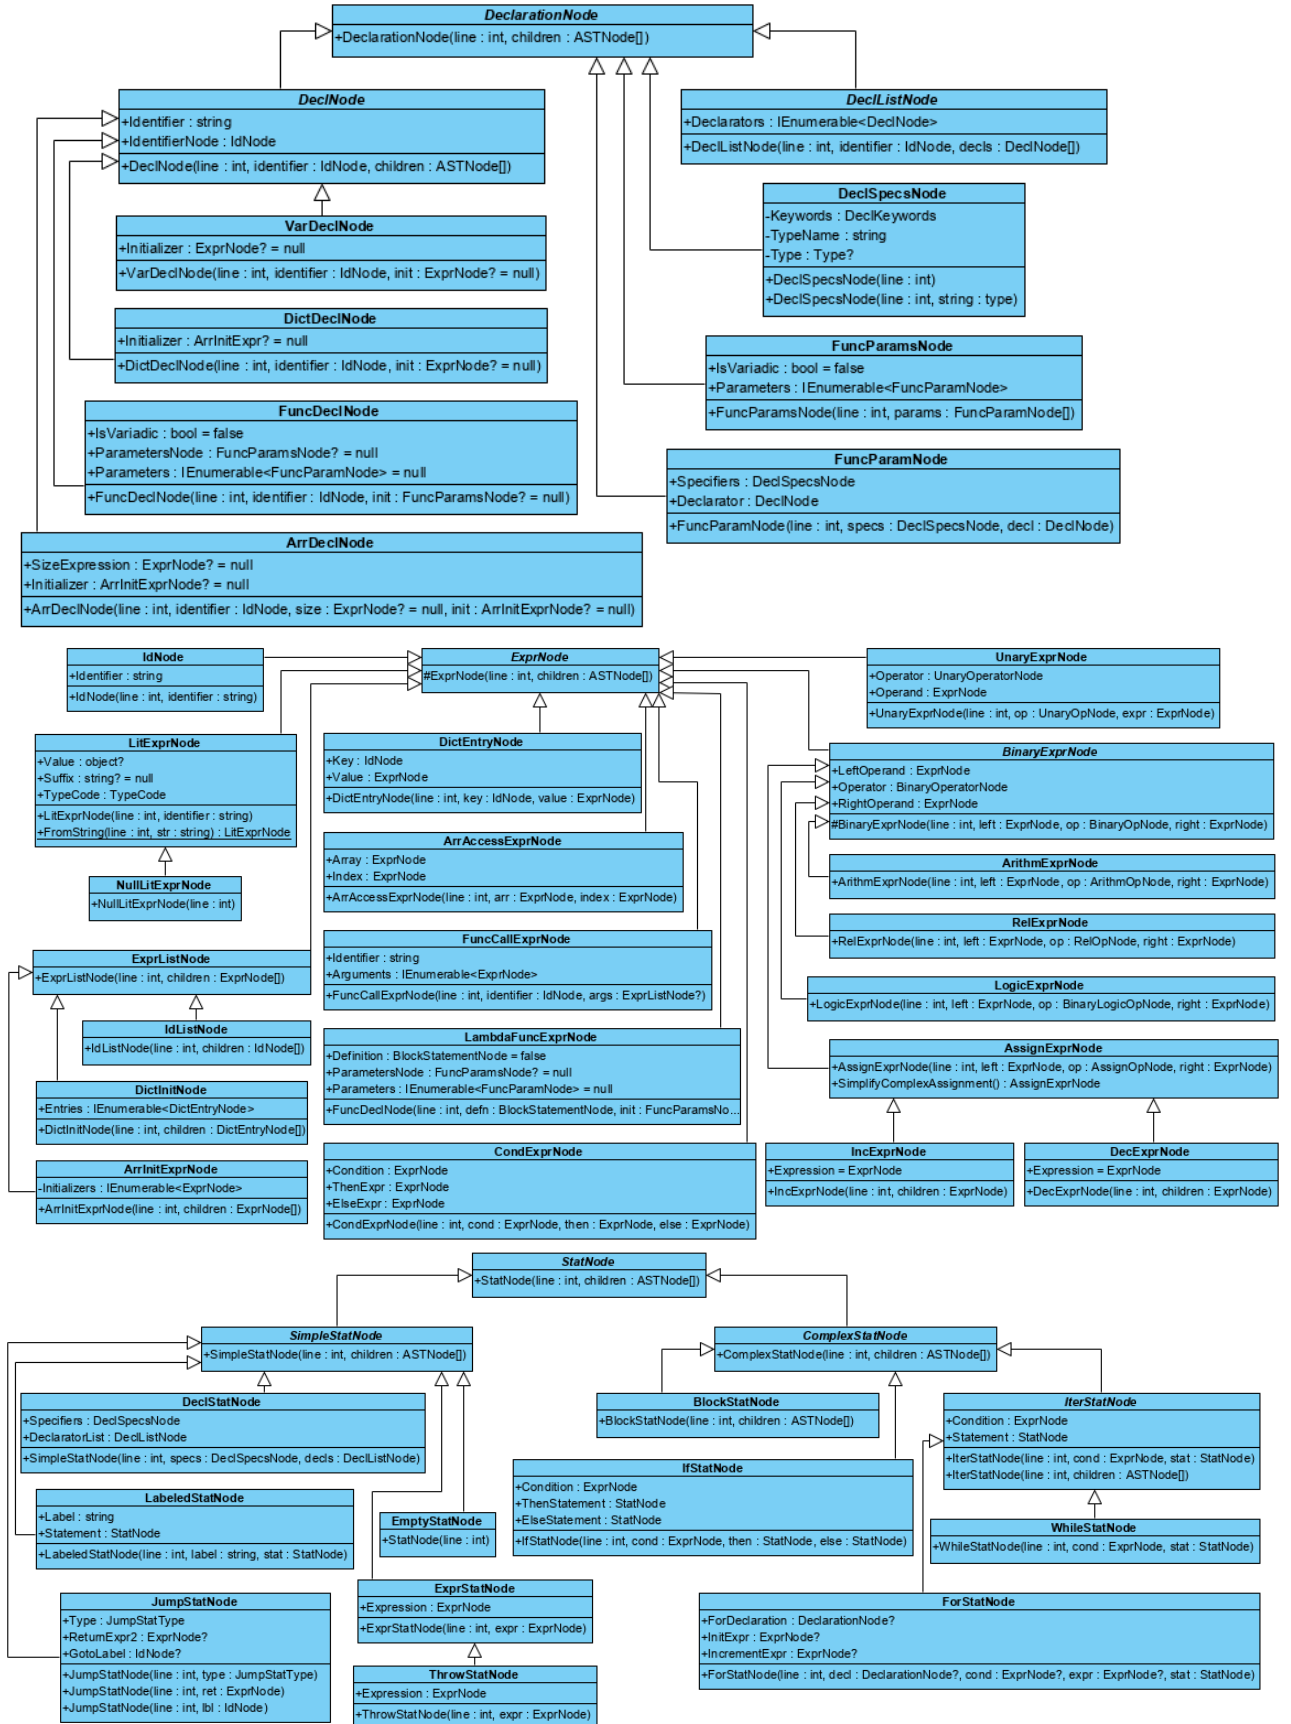 DeclarationNode
+DeclarationNode(line : int, children : ASTNode[])
DeclNode
+Identifier : string
+IdentifierNode : IdNode
+DeclNode(line : int, identifier : IdNode, children : ASTNode[])
DeclListNode
+Declarators : IEnumerable<DeclNode>
+DeclListNode(line : int, identifier : IdNode, decls : DeclNode[])
DeclSpecsNode
-Keywords : DeclKeywords
-TypeName : string
-Type : Type?
+DeclSpecsNode(line : int)
+DeclSpecsNode(line : int, string : type)
VarDeclNode
+Initializer : ExprNode? = null
+VarDeclNode(line : int, identifier : IdNode, init : ExprNode? = null)
DictDeclNode
+Initializer : ArrInitExpr? = null
+DictDeclNode(line : int, identifier : IdNode, init : ExprNode? = null)
FuncParamsNode
+IsVariadic : bool = false
+Parameters : IEnumerable<FuncParamNode>
+FuncParamsNode(line : int, params : FuncParamNode[])
FuncDeclNode
+IsVariadic : bool = false
+ParametersNode : FuncParamsNode? = null
+Parameters : IEnumerable<FuncParamNode> = null
+FuncDeclNode(line : int, identifier : IdNode, init : FuncParamsNode? = null)
FuncParamNode
+Specifiers : DeclSpecsNode
+Declarator : DeclNode
+FuncParamNode(line : int, specs : DeclSpecsNode, decl : DeclNode)
ArrDeclNode
+SizeExpression : ExprNode? = null
+Initializer : ArrInitExprNode? = null
+ArrDeclNode(line : int, identifier : IdNode, size : ExprNode? = null, init : ArrInitExprNode? = null)
IdNode
+Identifier : string
+IdNode(line : int, identifier : string)
ExprNode
#ExprNode(line : int, children : ASTNode[])
UnaryExprNode
+Operator : UnaryOperatorNode
+Operand : ExprNode
+UnaryExprNode(line : int, op : UnaryOpNode, expr : ExprNode)
LitExprNode
+Value : object?
+Suffix : string? = null
+TypeCode : TypeCode
+LitExprNode(line : int, identifier : string)
+FromString(line : int, str : string) : LitExprNode
NullLitExprNode
+NullLitExprNode(line : int)
DictEntryNode
+Key : IdNode
+Value : ExprNode
+DictEntryNode(line : int, key : IdNode, value : ExprNode)
BinaryExprNode
+LeftOperand : ExprNode
+Operator : BinaryOperatorNode
+RightOperand : ExprNode
#BinaryExprNode(line : int, left : ExprNode, op : BinaryOpNode, right : ExprNode)
ArrAccessExprNode
+Array : ExprNode
+Index : ExprNode
+ArrAccessExprNode(line : int, arr : ExprNode, index : ExprNode)
ArithmExprNode
+ArithmExprNode(line : int, left : ExprNode, op : ArithmOpNode, right : ExprNode)
RelExprNode
+RelExprNode(line : int, left : ExprNode, op : RelOpNode, right : ExprNode)
FuncCallExprNode
+Identifier : string
+Arguments : IEnumerable<ExprNode>
+FuncCallExprNode(line : int, identifier : IdNode, args : ExprListNode?)
ExprListNode
+ExprListNode(line : int, children : ExprNode[])
LogicExprNode
+LogicExprNode(line : int, left : ExprNode, op : BinaryLogicOpNode, right : ExprNode)
IdListNode
+IdListNode(line : int, children : IdNode[])
LambdaFuncExprNode
+Definition : BlockStatementNode = false
+ParametersNode : FuncParamsNode? = null
+Parameters : IEnumerable<FuncParamNode> = null
+FuncDeclNode(line : int, defn : BlockStatementNode, init : FuncParamsNo...
AssignExprNode
+AssignExprNode(line : int, left : ExprNode, op : AssignOpNode, right : ExprNode)
+SimplifyComplexAssignment() : AssignExprNode
DictInitNode
+Entries : IEnumerable<DictEntryNode>
+DictInitNode(line : int, children : DictEntryNode[])
ArrInitExprNode
-Initializers : IEnumerable<ExprNode>
+ArrInitExprNode(line : int, children : ExprNode[])
CondExprNode
+Condition : ExprNode
+ThenExpr : ExprNode
+ElseExpr : ExprNode
+CondExprNode(line : int, cond : ExprNode, then : ExprNode, else : ExprNode)
IncExprNode
+Expression = ExprNode
+IncExprNode(line : int, children : ExprNode)
DecExprNode
+Expression = ExprNode
+DecExprNode(line : int, children : ExprNode)
StatNode
+StatNode(line : int, children : ASTNode[])
SimpleStatNode
+SimpleStatNode(line : int, children : ASTNode[])
ComplexStatNode
+ComplexStatNode(line : int, children : ASTNode[])
DeclStatNode
+Specifiers : DeclSpecsNode
+DeclaratorList : DeclListNode
+SimpleStatNode(line : int, specs : DeclSpecsNode, decls : DeclListNode)
BlockStatNode
+BlockStatNode(line : int, children : ASTNode[])
IterStatNode
+Condition : ExprNode
+Statement : StatNode
+IterStatNode(line : int, cond : ExprNode, stat : StatNode)
+IterStatNode(line : int, children : ASTNode[])
IfStatNode
+Condition : ExprNode
+ThenStatement : StatNode
+ElseStatement : StatNode
+IfStatNode(line : int, cond : ExprNode, then : StatNode, else : StatNode)
LabeledStatNode
+Label : string
+Statement : StatNode
+LabeledStatNode(line : int, label : string, stat : StatNode)
EmptyStatNode
+StatNode(line : int)
WhileStatNode
+WhileStatNode(line : int, cond : ExprNode, stat : StatNode)
JumpStatNode
+Type : JumpStatType
+ReturnExpr2 : ExprNode?
+GotoLabel : IdNode?
+JumpStatNode(line : int, type : JumpStatType)
+JumpStatNode(line : int, ret : ExprNode)
+JumpStatNode(line : int, lbl : IdNode)
ExprStatNode
+Expression : ExprNode
+ExprStatNode(line : int, expr : ExprNode)
ThrowStatNode
+Expression : ExprNode
+ThrowStatNode(line : int, expr : ExprNode)
ForStatNode
+ForDeclaration : DeclarationNode?
+InitExpr : ExprNode?
+IncrementExpr : ExprNode?
+ForStatNode(line : int, decl : DeclarationNode?, cond : ExprNode?, expr : ExprNode?, stat : StatNode)